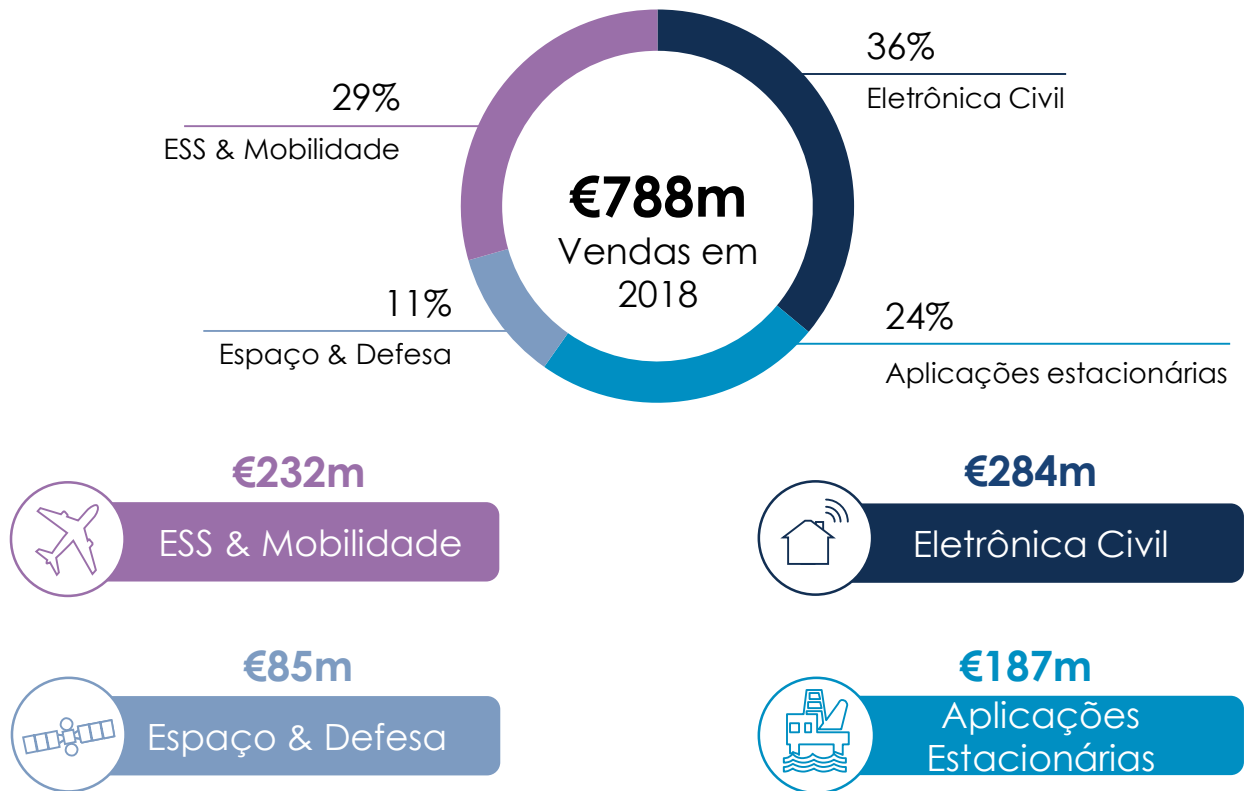 36%
Eletrônica Civil
29%
ESS & Mobilidade
€788m
Vendas em
2018
11%
Espaço & Defesa
24%
Aplicações estacionárias
€232m
ESS & Mobilidade
€284m
Eletrônica Civil
€85m
Espaço & Defesa
€187m
Aplicações
Estacionárias